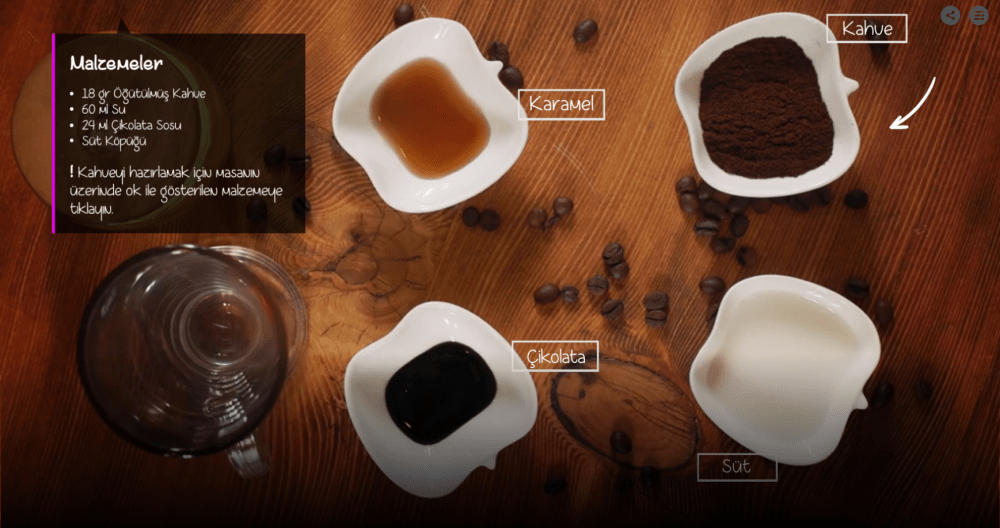 Malzemeler
• 18 gr Öğütülmüş Kahve
• 60 ml Su
• 24 ml Çikolata Sosu
• Süt Köpüğü
! Kahveyi hazırlamak için masanın
üzerinde ok ile gösterilen malzemeye
tıklayın.
Karamel
Kahve
Çikolata
Süt